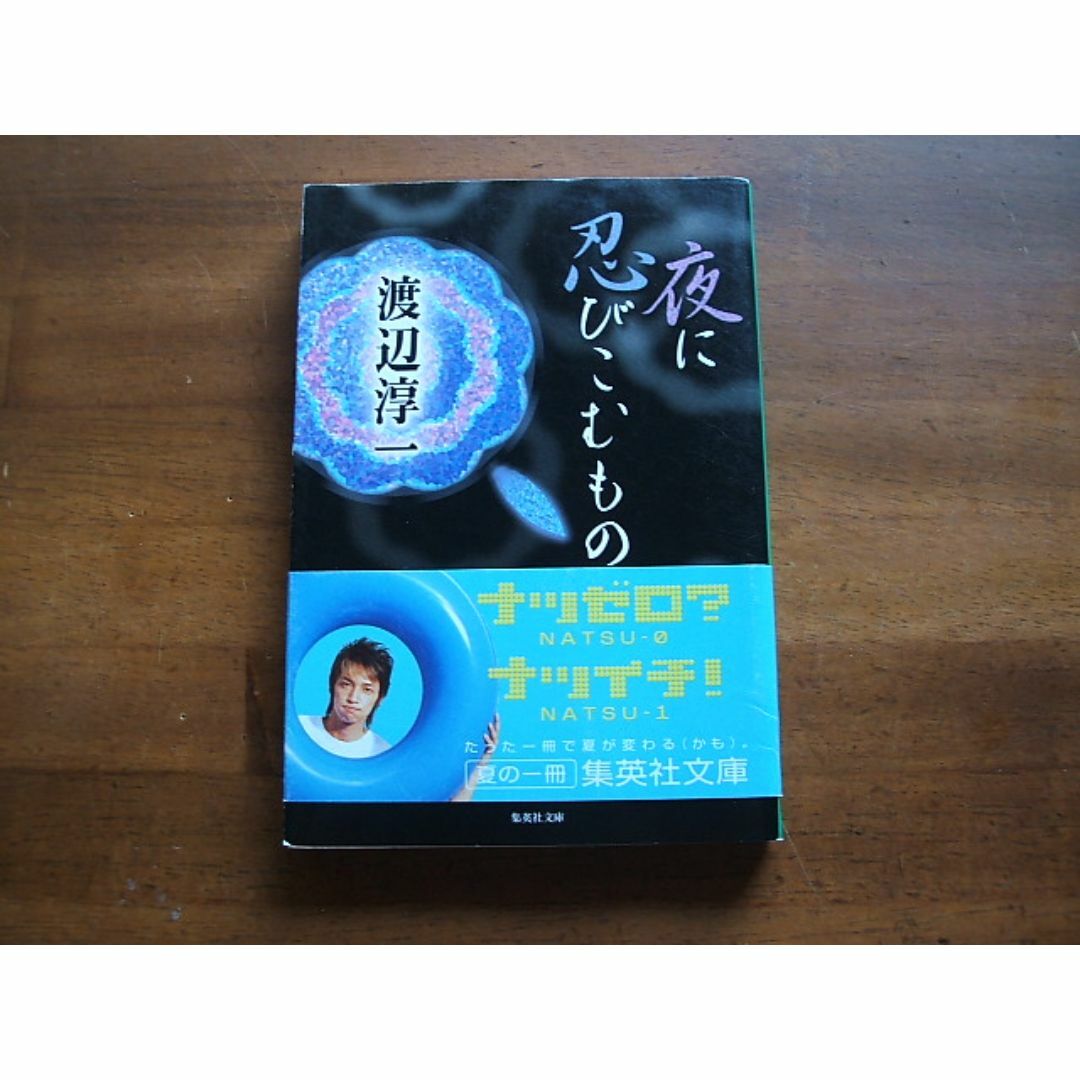 夜に
忍びこむもの
渡辺淳一
ナツゼロ?
NATSU-0
ナツイチ!
NATSU-1
たった一冊で夏が変わる(かも)。
夏の一冊 集英社文庫
集英社文庫